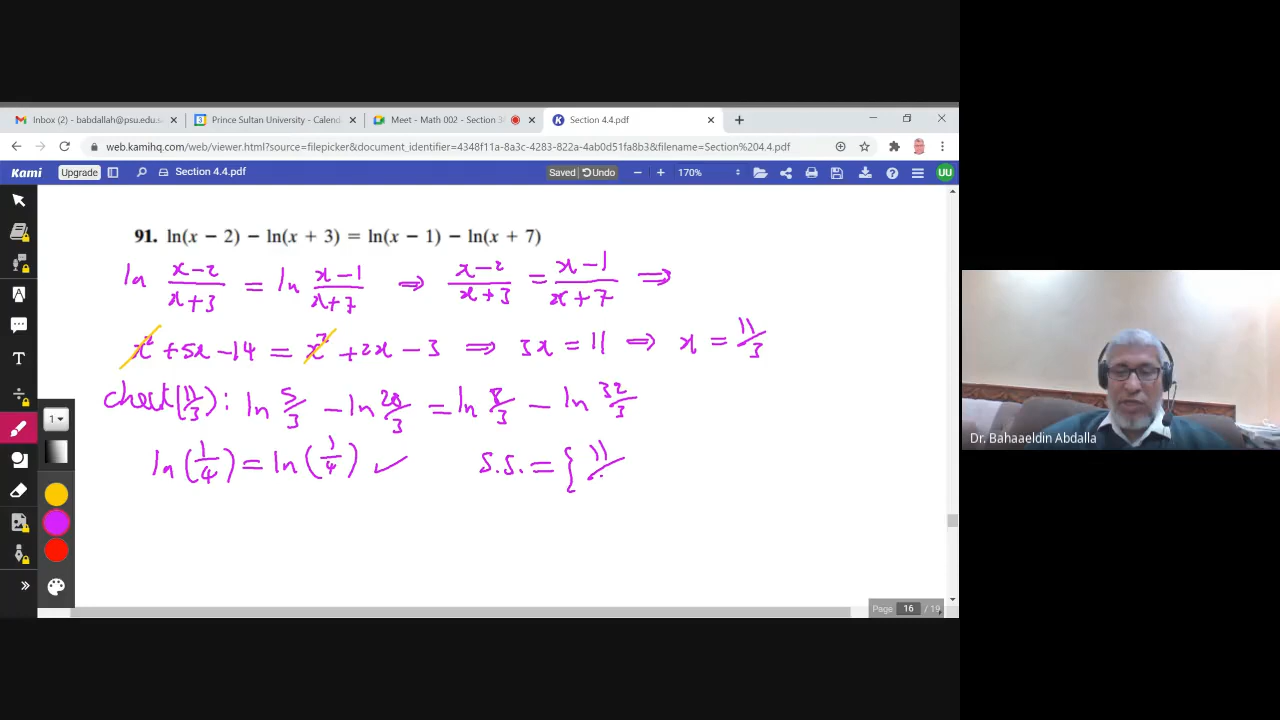 Inbox (2) - babdallah@psu.edu.s
Prince Sultan University - Calend
Meet - Math 002 - Section 3
Section 4.4.pdf
web.kamihq.com/web/viewer.html?source=filepicker&document_identifier=4348f11a-8a3c-4283-822a-4ab0d51fa8b3&filename=Section%204.4.pdf
Kami Upgrade Section 4.4.pdf Saved Undo − + 170% UU
91. ln(x − 2) − ln(x + 3) = ln(x − 1) − ln(x + 7)
ln (x-2)/(x+3) = ln (x-1)/(x+7) ⇒ (x-2)/(x+3) = (x-1)/(x+7) ⇒
x² + 5x - 14 = x² + 2x - 3 ⇒ 3x = 11 ⇒ x = 11/3
check(11/3): ln 5/3 - ln 20/3 = ln 8/3 - ln 32/3
ln(1/4) = ln(1/4) ✓ S.S. = { 11/
1
Page 16 / 19
Dr. Bahaaeldin Abdalla